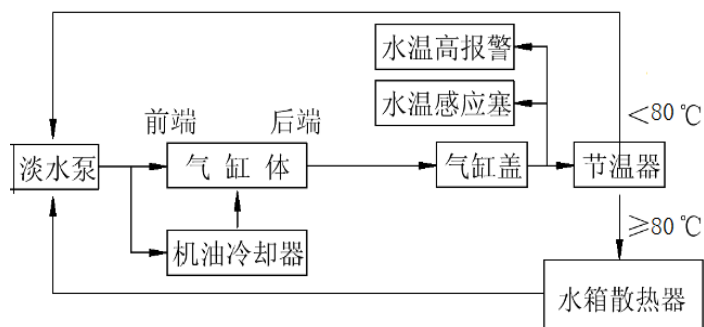 水温高报警
水温感应塞
前端
后端
<80℃
淡水泵
气缸体
气缸盖
节温器
≥80℃
机油冷却器
水箱散热器